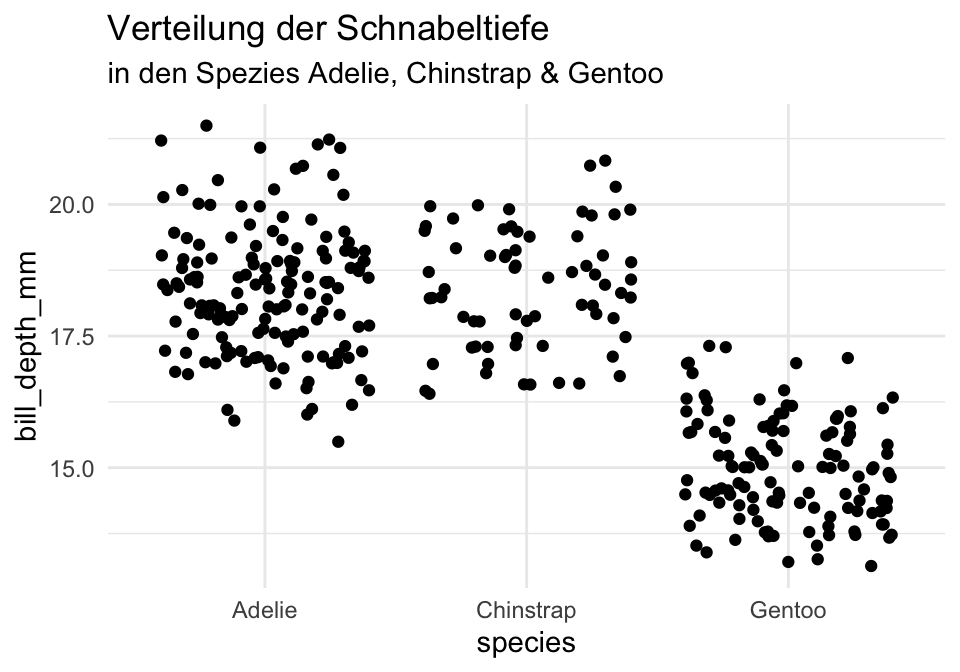 Verteilung der Schnabeltiefe
in den Spezies Adelie, Chinstrap & Gentoo
bill_depth_mm
20.0
17.5
15.0
Adelie Chinstrap Gentoo
species